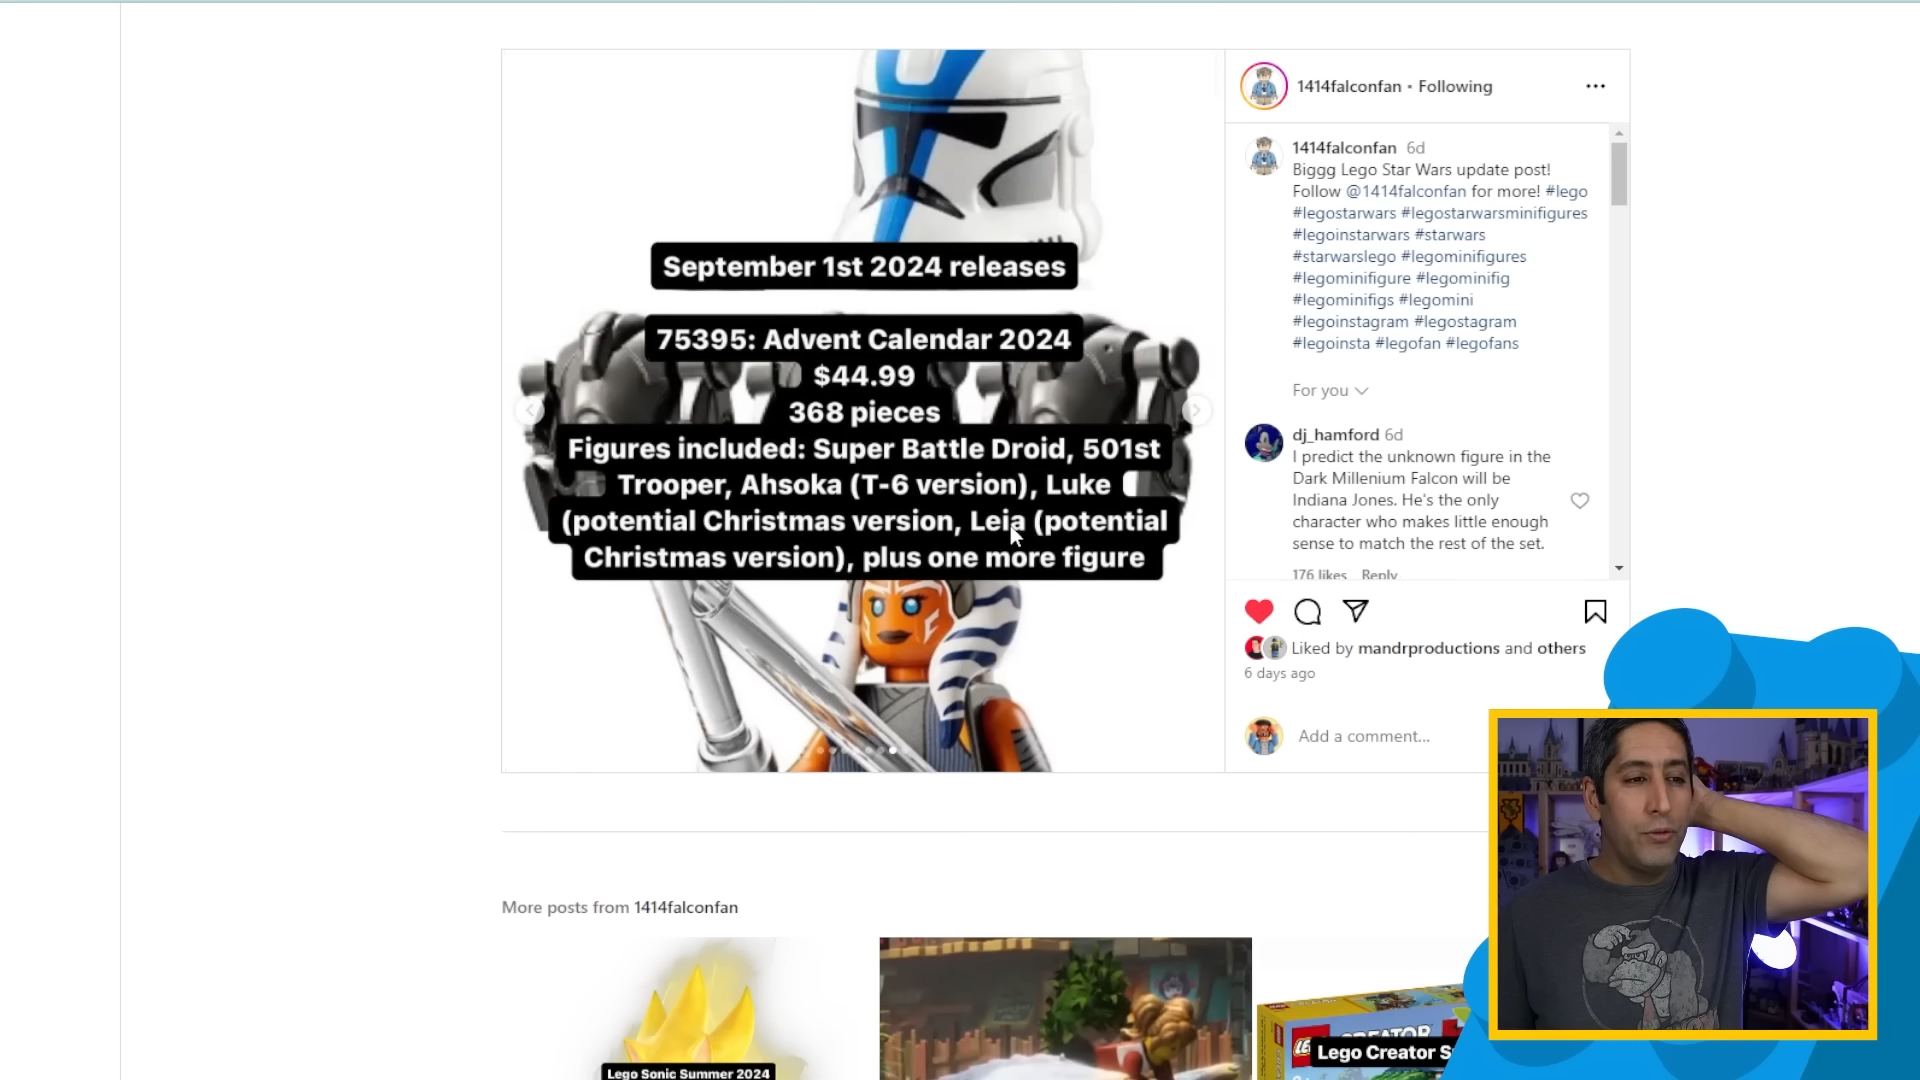 September 1st 2024 releases
75395: Advent Calendar 2024
$44.99
368 pieces
Figures included: Super Battle Droid, 501st
Trooper, Ahsoka (T-6 version), Luke
(potential Christmas version, Leia (potential
Christmas version), plus one more figure
1414falconfan • Following
1414falconfan 6d
Biggg Lego Star Wars update post!
Follow @1414falconfan for more! #lego
#legostarwars #legostarwarsminifigures
#legoinstarwars #starwars
#starwarslego #legominifigures
#legominifigure #legominifig
#legominifigs #legomini
#legoinstagram #legostagram
#legoinsta #legofan #legofans
For you
dj_hamford 6d
I predict the unknown figure in the
Dark Millenium Falcon will be
Indiana Jones. He's the only
character who makes little enough
sense to match the rest of the set.
176 likes Reply
Liked by mandrproductions and others
6 days ago
Add a comment...
More posts from 1414falconfan
Lego Sonic Summer 2024
CREATOR
Lego Creator S